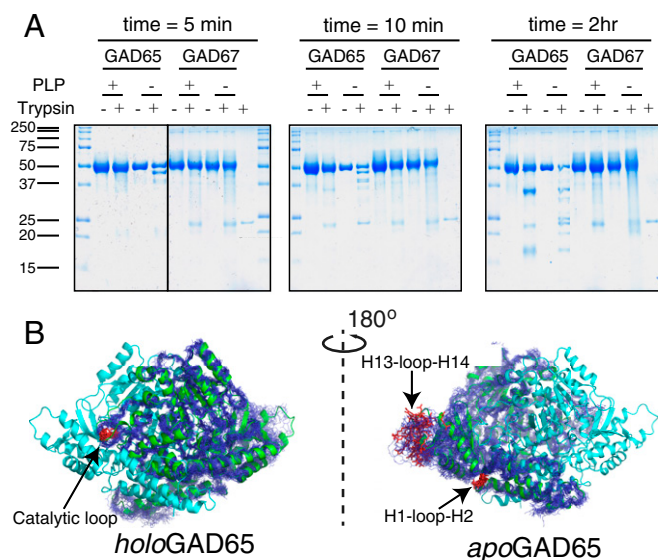 A
time = 5 min time = 10 min time = 2hr
GAD65 GAD67 GAD65 GAD67 GAD65 GAD67
PLP + - + - + - + - + - + -
Trypsin - + - + - + - + + - + - + - + - + + - + - + - + - + +
250
75
50
37
25
20
15
B
180º
H13-loop-H14
Catalytic loop
H1-loop-H2
holoGAD65 apoGAD65